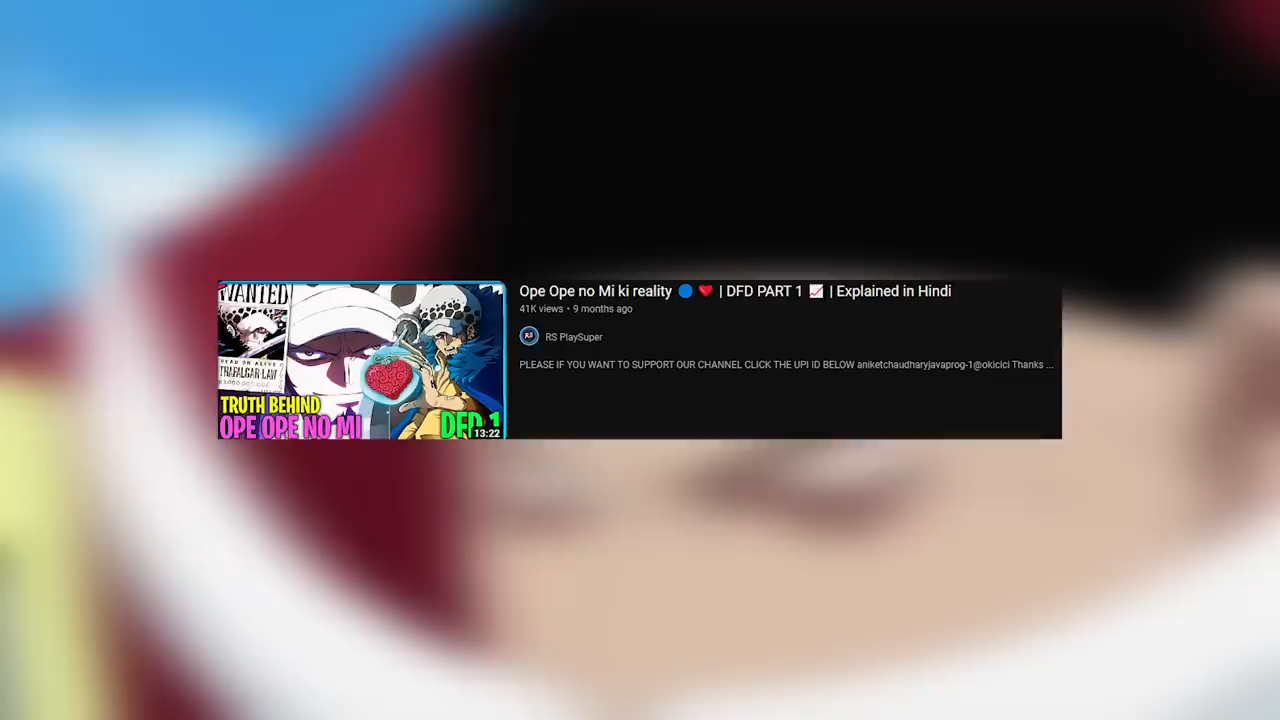 WANTED
DEAD OR ALIVE
TRAFALGAR·LAW
TRUTH BEHIND
OPE OPE NO MI
DFD 1
13:22
Ope Ope no Mi ki reality 🔵 ❤️ | DFD PART 1 📈 | Explained in Hindi
41K views • 9 months ago
RS PlaySuper
PLEASE IF YOU WANT TO SUPPORT OUR CHANNEL CLICK THE UPI ID BELOW aniketchaudharyjavaprog-1@okicici Thanks ...